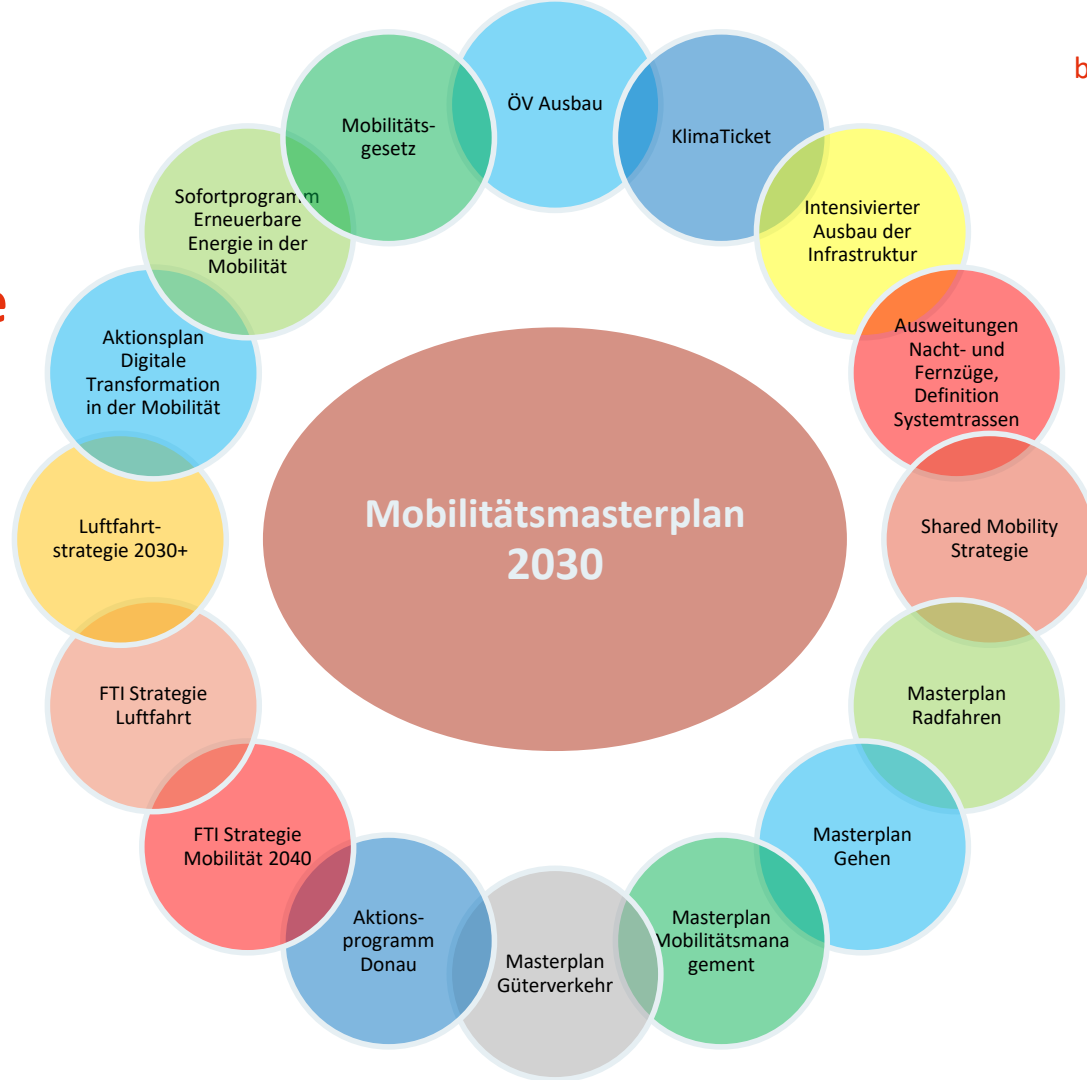 b
ÖV Ausbau
KlimaTicket
Intensivierter
Ausbau der
Infrastruktur
Ausweitungen
Nacht- und
Fernzüge,
Definition
Systemtrassen
Shared Mobility
Strategie
Masterplan
Radfahren
Masterplan
Gehen
Masterplan
Mobilitätsmana
gement
Masterplan
Güterverkehr
Aktions-
programm
Donau
FTI Strategie
Mobilität 2040
FTI Strategie
Luftfahrt
Luftfahrt-
strategie 2030+
Aktionsplan
Digitale
Transformation
in der Mobilität
Sofortprogramm
Erneuerbare
Energie in der
Mobilität
Mobilitäts-
gesetz
e
Mobilitätsmasterplan
2030